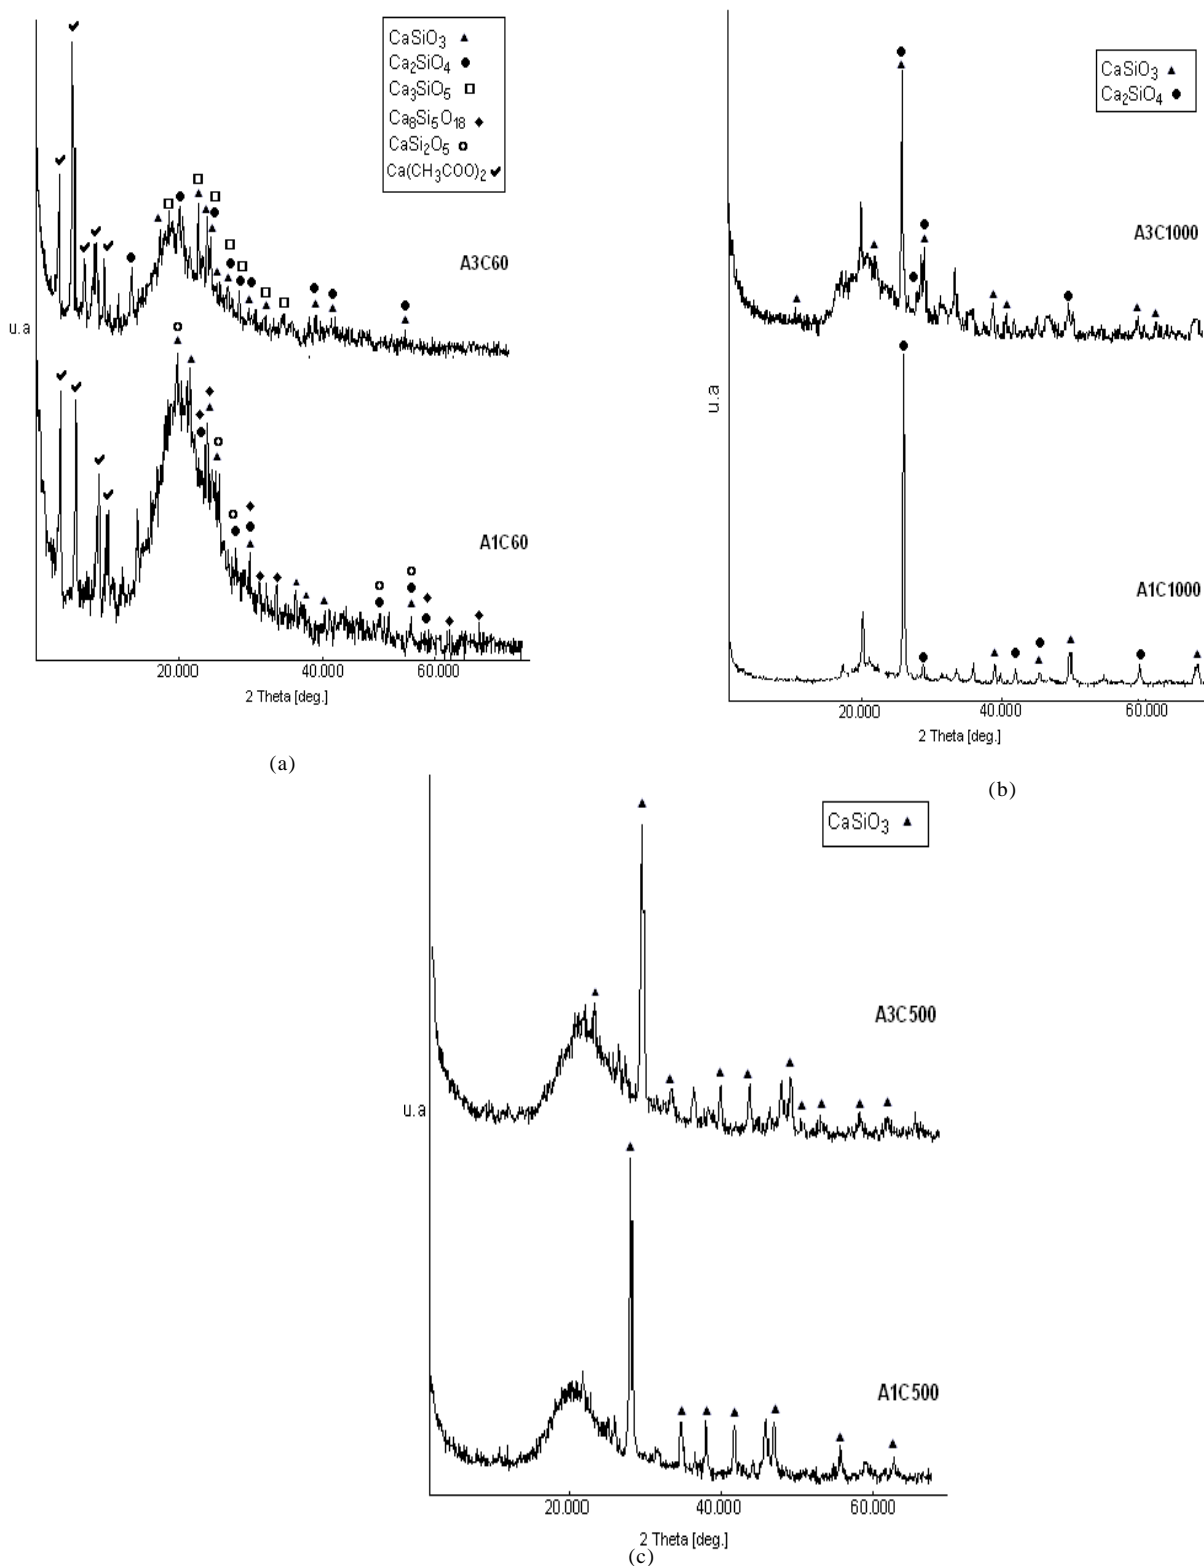 CaSiO3 ▲
Ca2SiO4 ●
Ca3SiO5 □
Ca8Si5O18 ◆
CaSi2O5 o
Ca(CH3COO)2 ✔
A3C60
u.a
A1C60
20.000 40.000 60.000
2 Theta [deg.]
(a)
CaSiO3 ▲
Ca2SiO4 ●
A3C1000
u.a
A1C1000
20.000 40.000 60.000
2 Theta [deg.]
(b)
CaSiO3 ▲
A3C500
u.a
A1C500
20.000 40.000 60.000
2 Theta [deg.]
(c)